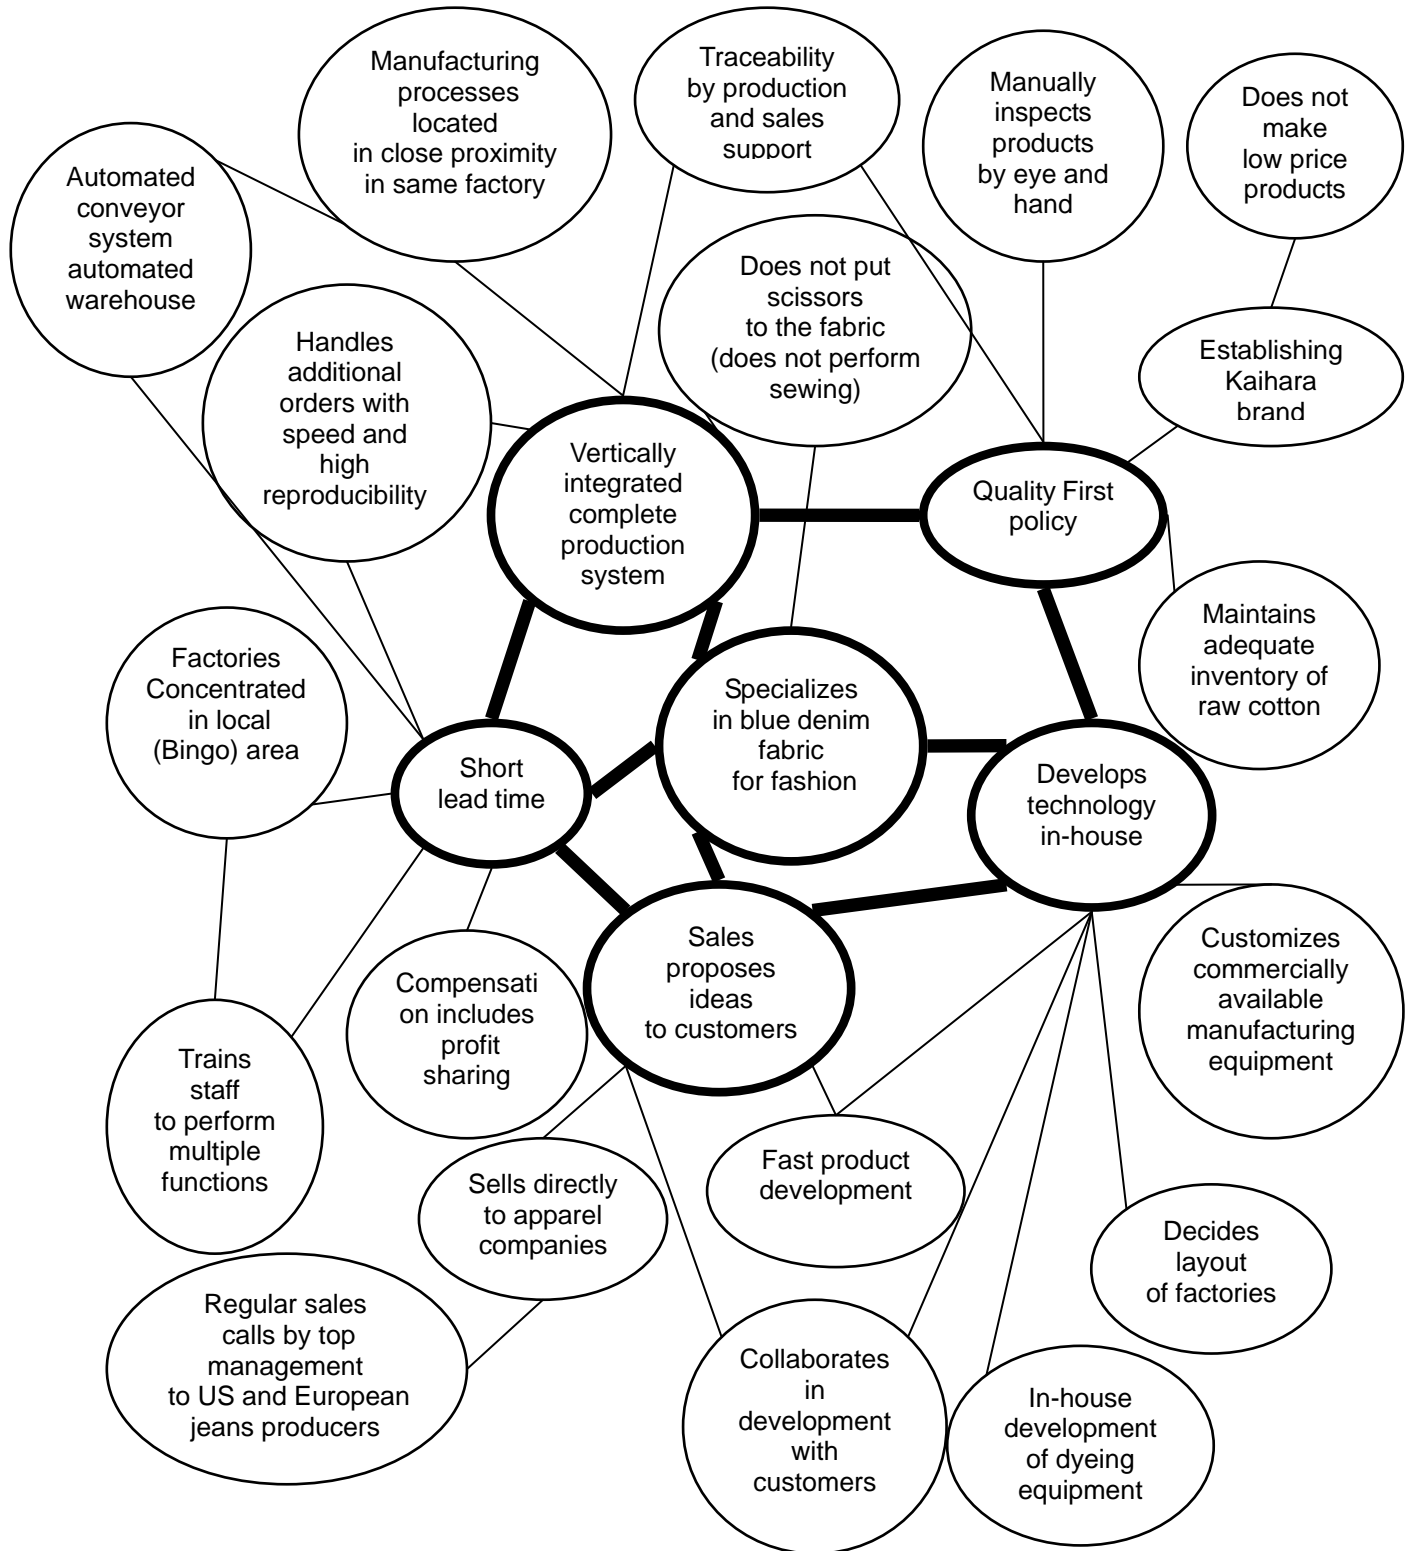 Manufacturing
processes
located
in close proximity
in same factory
Traceability
by production
and sales
support
Manually
inspects
products
by eye and
hand
Does not
make
low price
products
Automated
conveyor
system
automated
warehouse
Does not put
scissors
to the fabric
(does not perform
sewing)
Handles
additional
orders with
speed and
high
reproducibility
Establishing
Kaihara
brand
Vertically
integrated
complete
production
system
Quality First
policy
Maintains
adequate
inventory of
raw cotton
Factories
Concentrated
in local
(Bingo) area
Specializes
in blue denim
fabric
for fashion
Short
lead time
Develops
technology
in-house
Sales
proposes
ideas
to customers
Customizes
commercially
available
manufacturing
equipment
Compensati
on includes
profit
sharing
Trains
staff
to perform
multiple
functions
Fast product
development
Sells directly
to apparel
companies
Decides
layout
of factories
Regular sales
calls by top
management
to US and European
jeans producers
Collaborates
in
development
with
customers
In-house
development
of dyeing
equipment